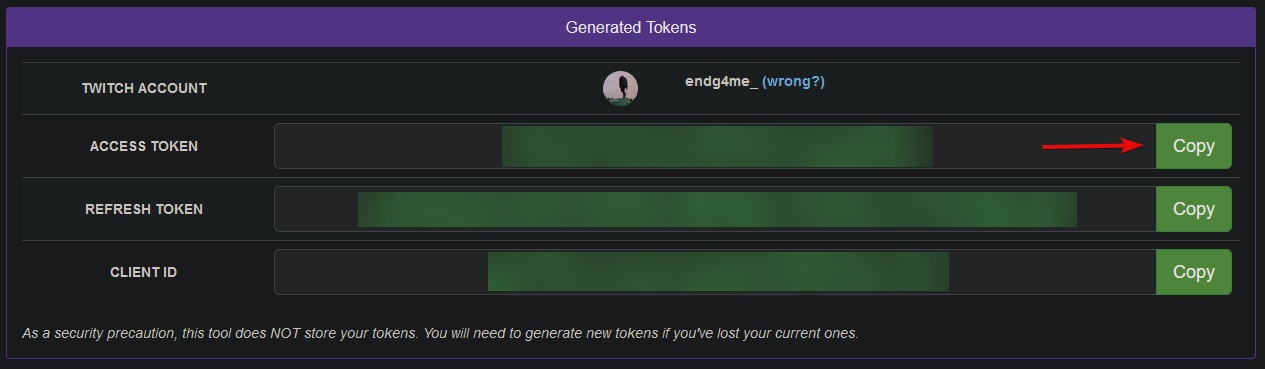 Generated Tokens
TWITCH ACCOUNT endg4me_ (wrong?)
ACCESS TOKEN Copy
REFRESH TOKEN Copy
CLIENT ID Copy
As a security precaution, this tool does NOT store your tokens. You will need to generate new tokens if you've lost your current ones.